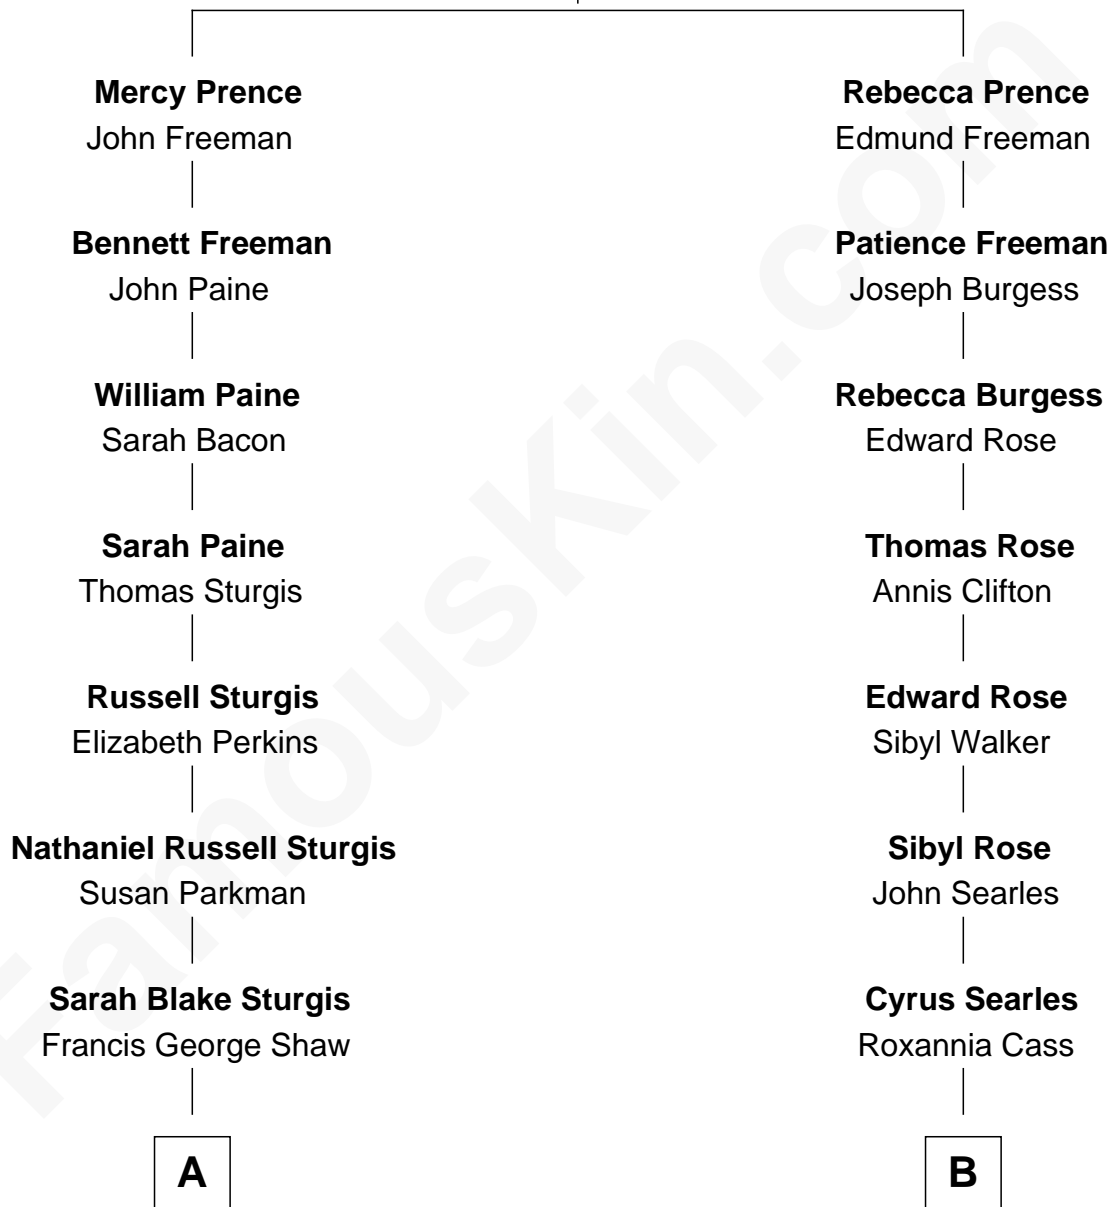 Mercy Prence
John Freeman
Bennett Freeman
John Paine
William Paine
Sarah Bacon
Sarah Paine
Thomas Sturgis
Russell Sturgis
Elizabeth Perkins
Nathaniel Russell Sturgis
Susan Parkman
Sarah Blake Sturgis
Francis George Shaw
A
Rebecca Prence
Edmund Freeman
Patience Freeman
Joseph Burgess
Rebecca Burgess
Edward Rose
Thomas Rose
Annis Clifton
Edward Rose
Sibyl Walker
Sibyl Rose
John Searles
Cyrus Searles
Roxannia Cass
B
FamousKin.com